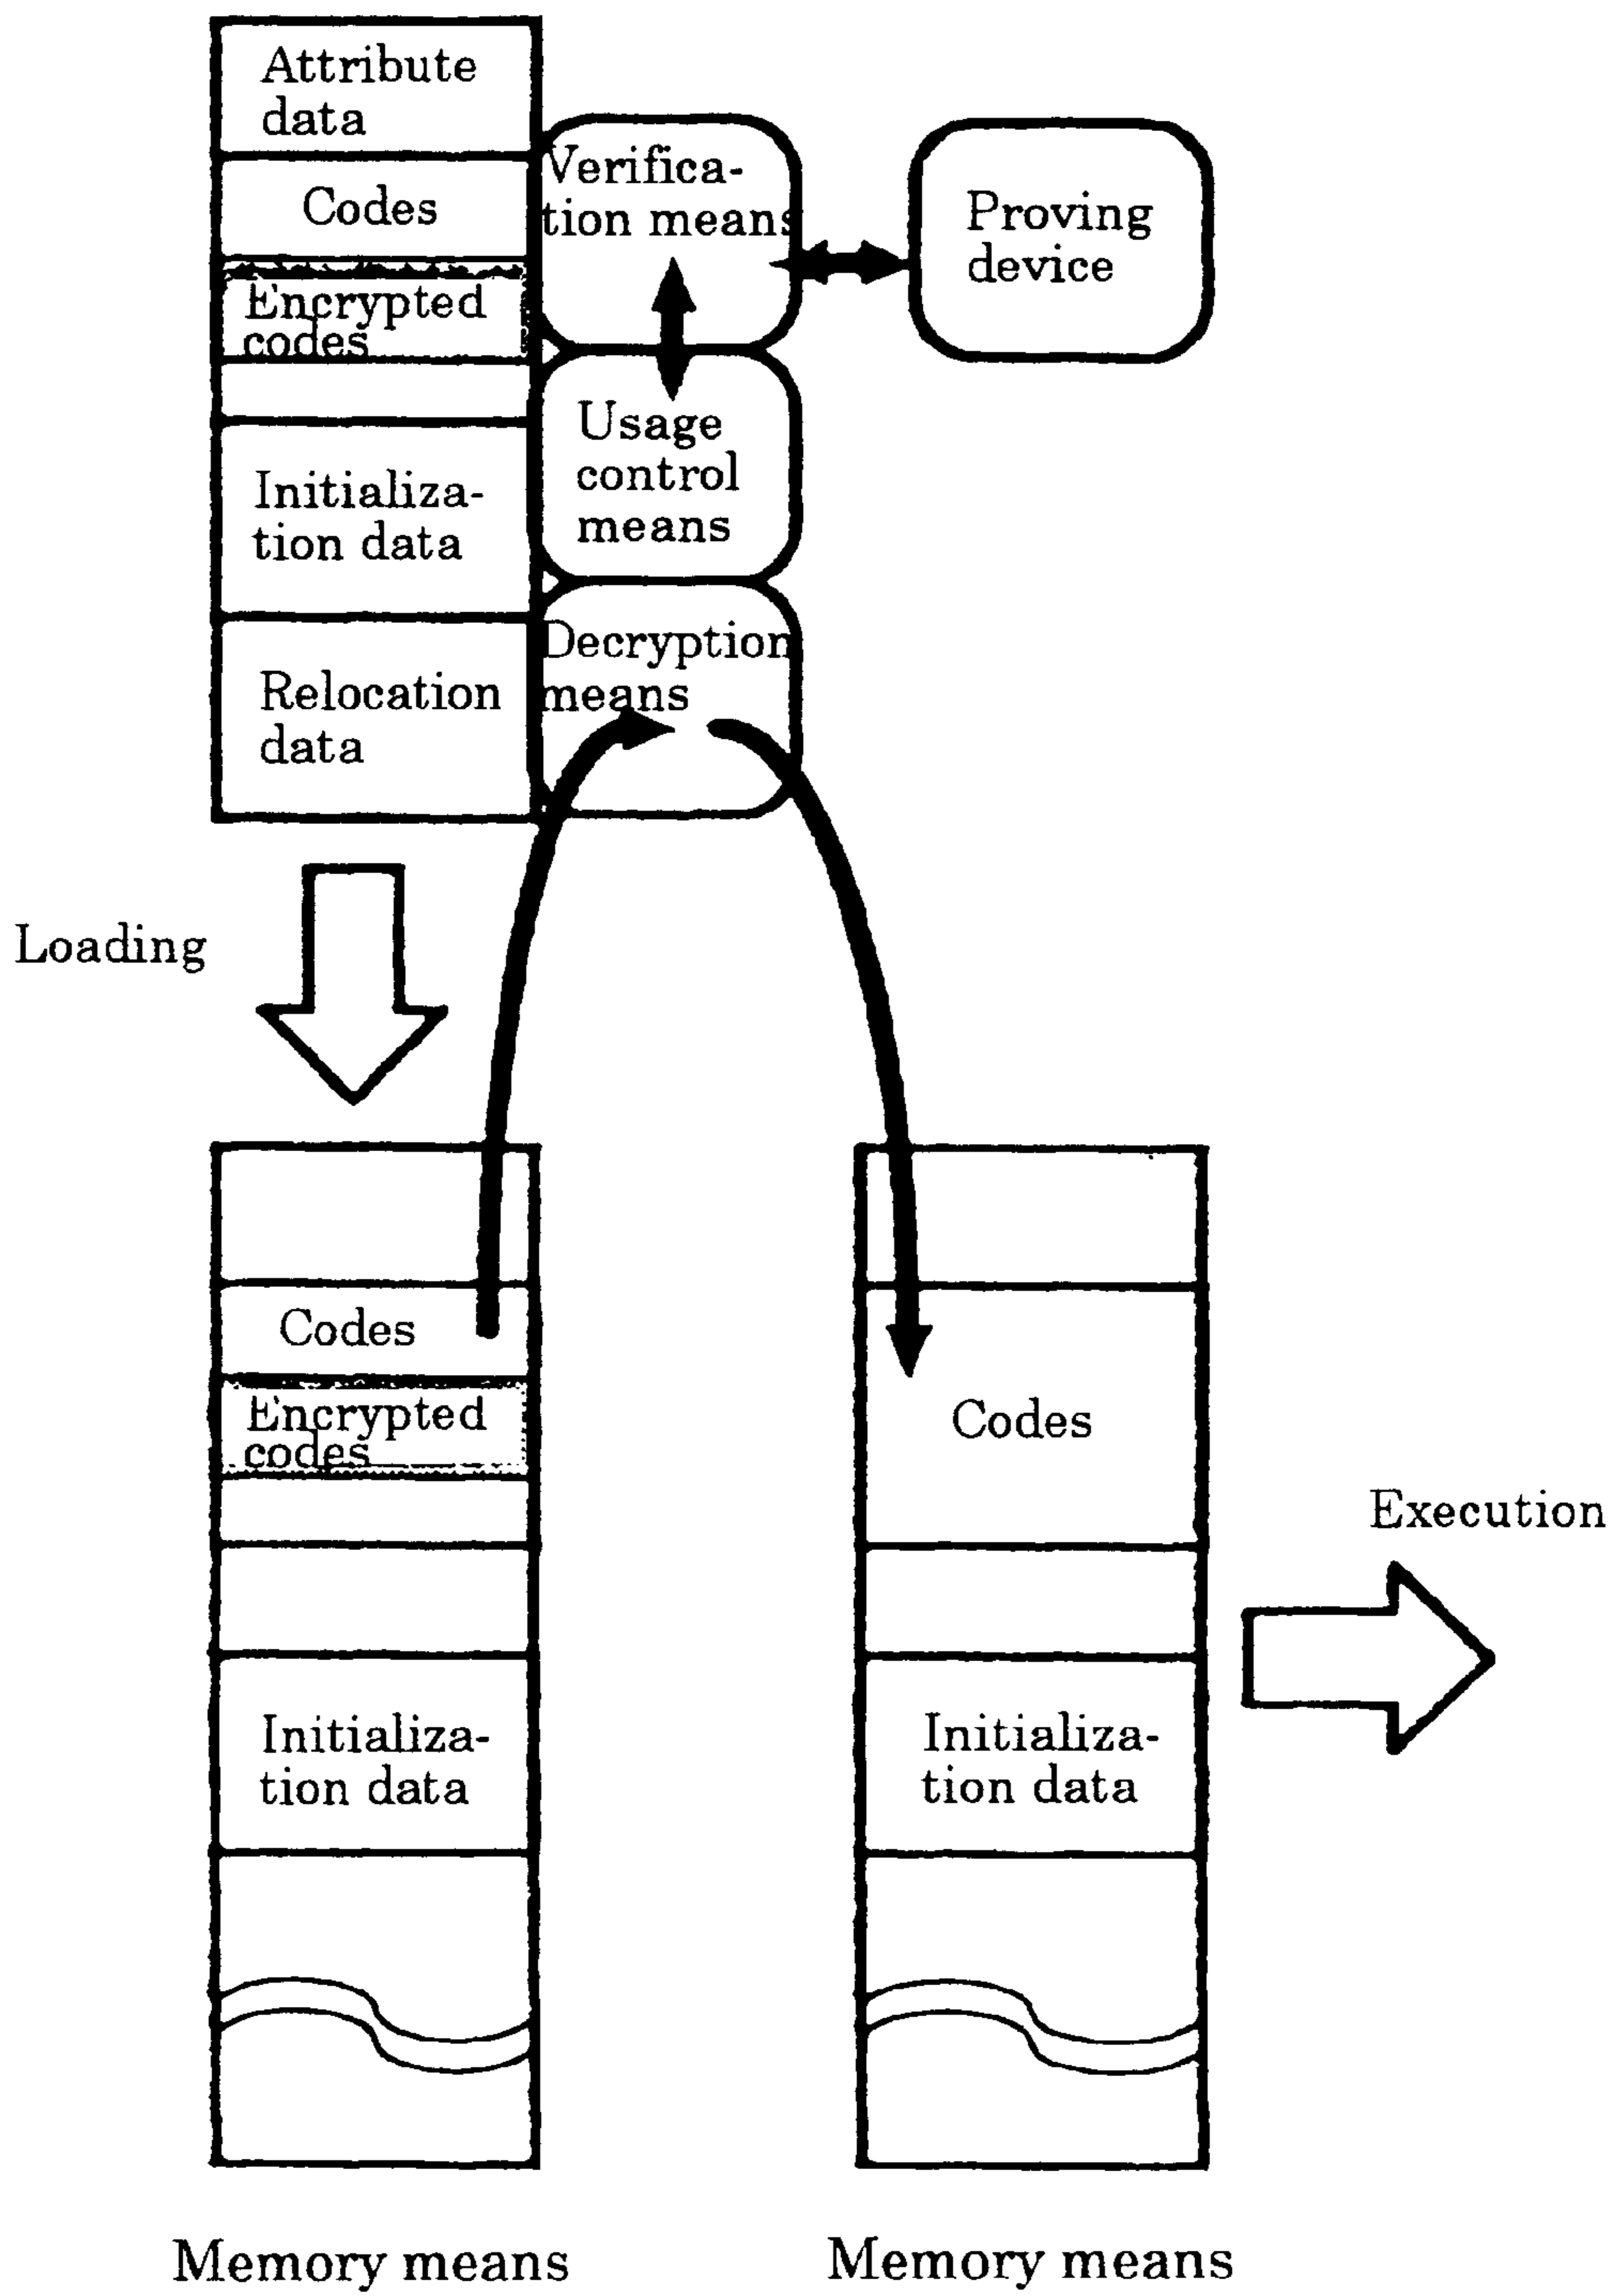 Attribute
data
Codes
Encrypted
codes
Initializa-
tion data
Relocation
data
Verifica-
tion means
Usage
control
means
Decryption
means
Proving
device
Loading
Codes
Encrypted
codes
Initializa-
tion data
Codes
Initializa-
tion data
Execution
Memory means
Memory means